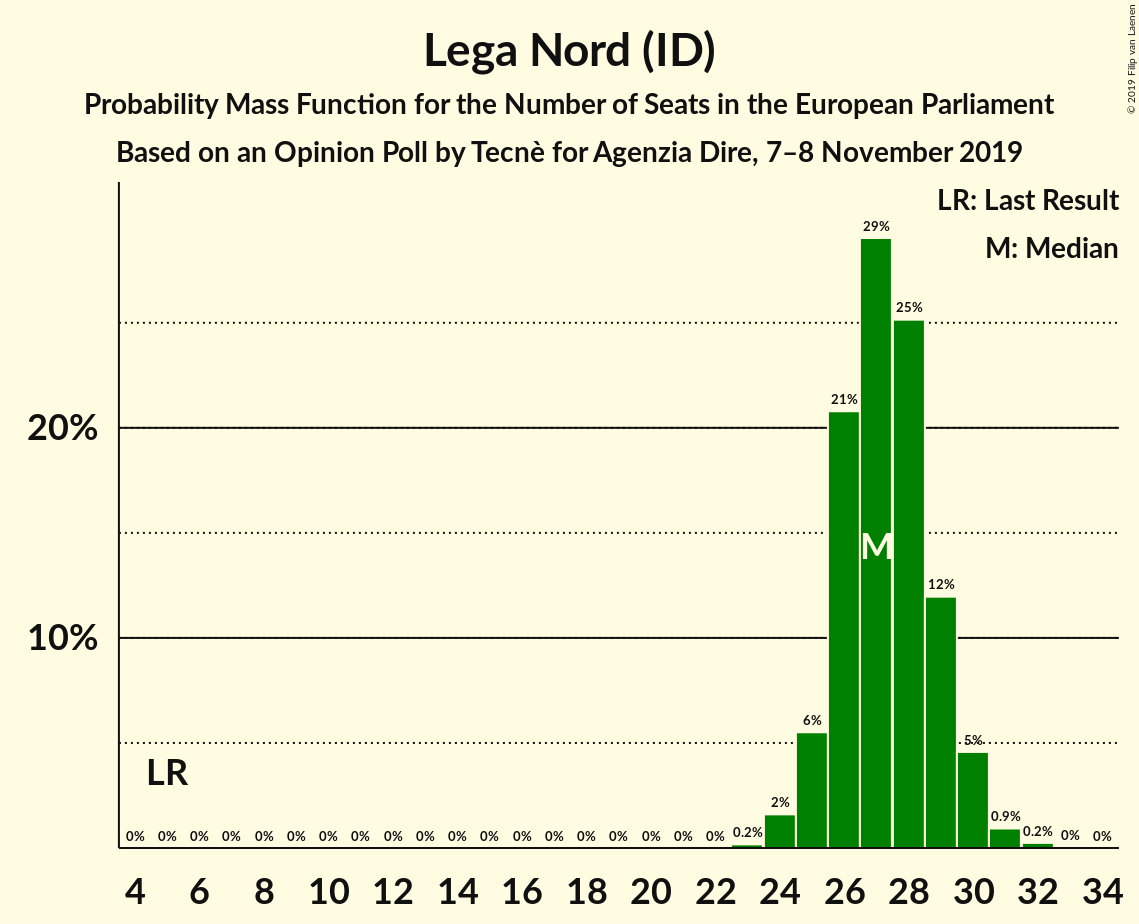 Lega Nord (ID)
Probability Mass Function for the Number of Seats in the European Parliament
Based on an Opinion Poll by Tecnè for Agenzia Dire, 7–8 November 2019
© 2019 Filip van Laenen
LR: Last Result
M: Median
29%
25%
21%
20%
M
12%
10%
6%
5%
LR
2%
0% 0% 0% 0% 0% 0% 0% 0% 0% 0% 0% 0% 0% 0% 0% 0% 0% 0% 0% 0.2% 0.9% 0.2% 0% 0%
4 6 8 10 12 14 16 18 20 22 24 26 28 30 32 34